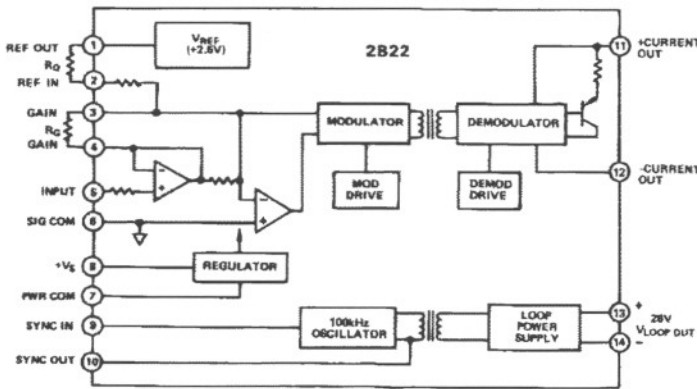 REF OUT
1
VREF
(+2.6V)
2B22
11
+CURRENT
OUT
RO
REF IN
2
GAIN
3
RG
GAIN
4
MODULATOR
DEMODULATOR
INPUT
5
MOD
DRIVE
DEMOD
DRIVE
12
-CURRENT
OUT
SIG COM
6
+VS
8
REGULATOR
PWR COM
7
SYNC IN
9
100kHz
OSCILLATOR
LOOP
POWER
SUPPLY
13
+
28V
VLOOP OUT
14
−
SYNC OUT
10
−
+
−
+